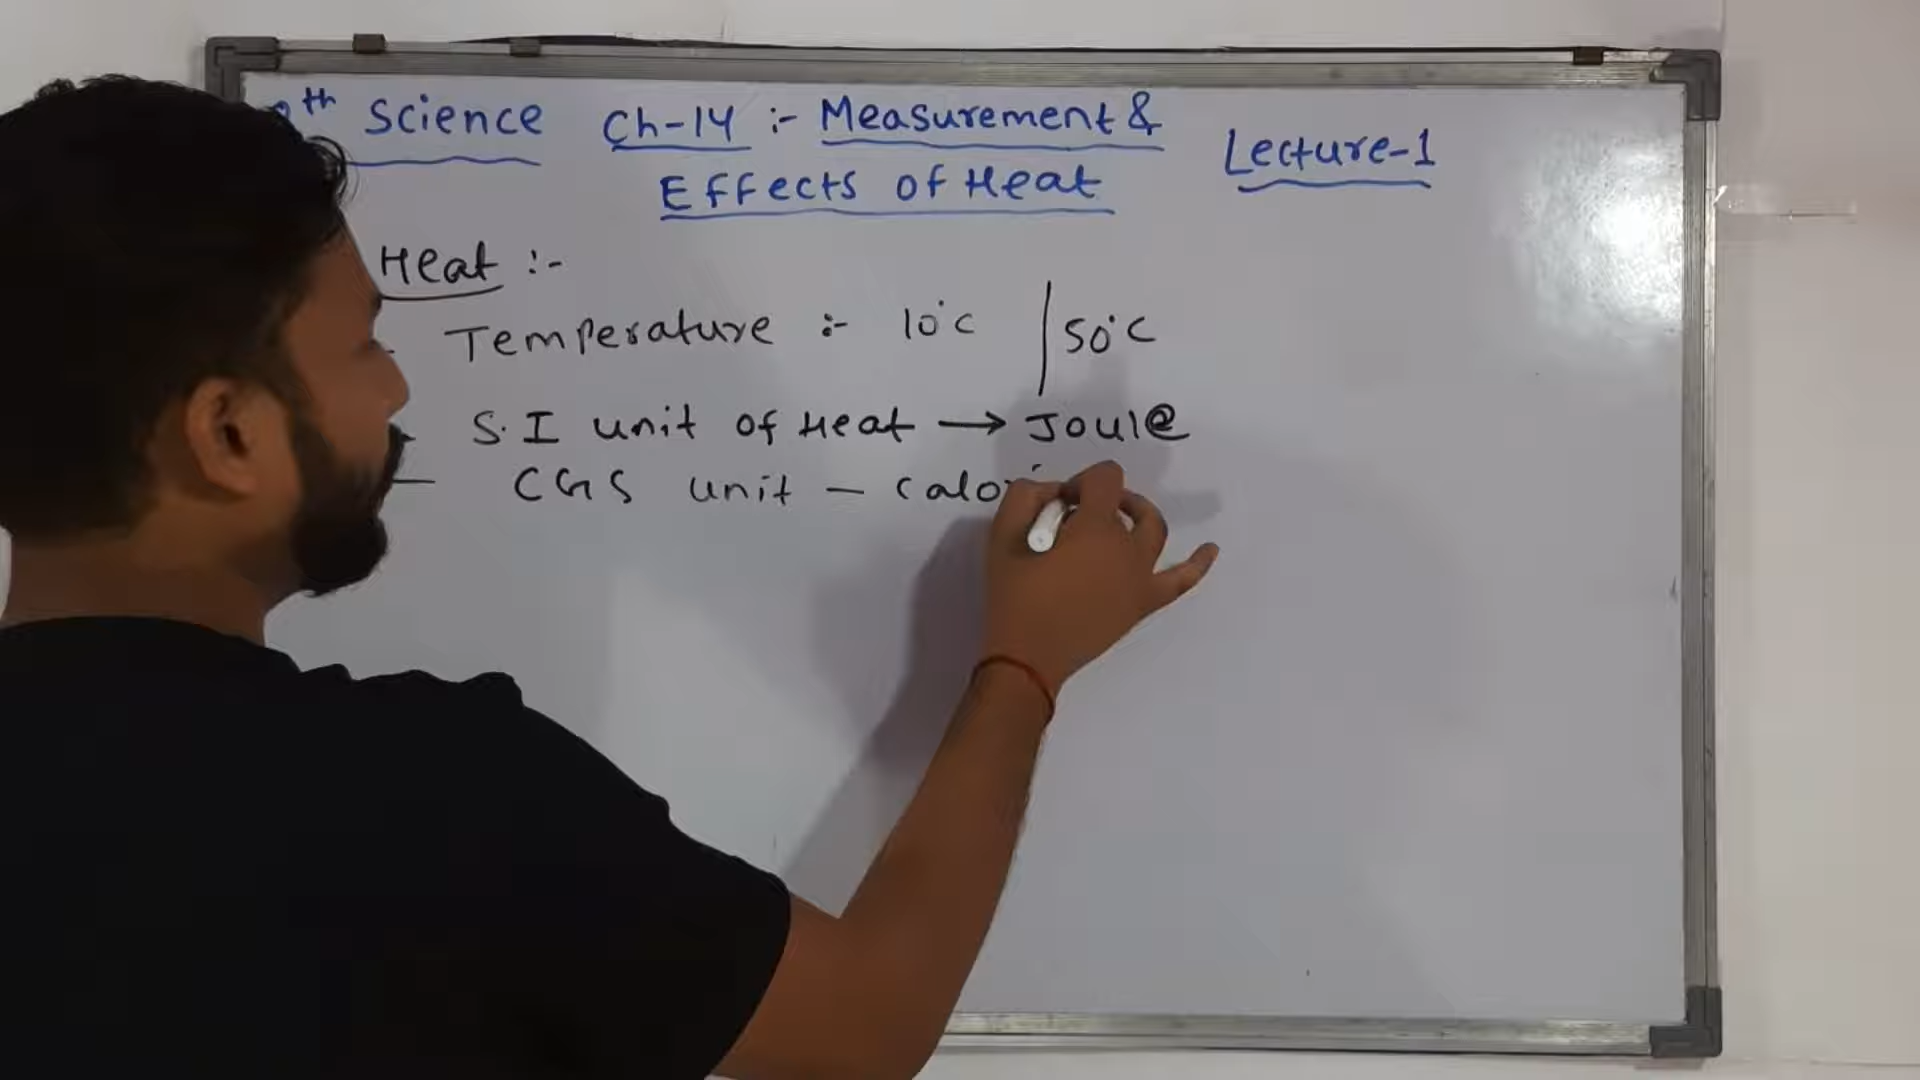 th Science Ch-14 :- Measurement & Lecture-1
Effects of Heat
Heat :-
Temperature :- 10°C | 50°C
S.I unit of Heat → Joule
CGS unit -